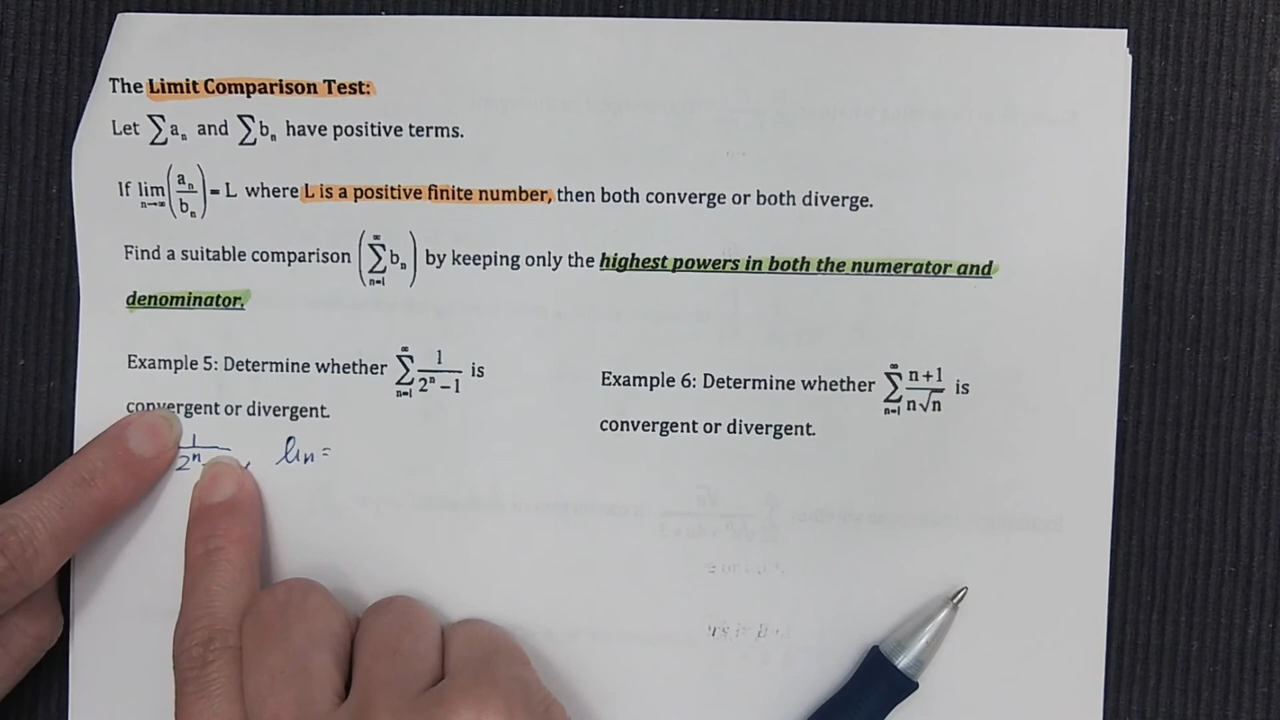 The Limit Comparison Test:
Let ∑aₙ and ∑bₙ have positive terms.
If lim n→∞ (aₙ/bₙ) = L where L is a positive finite number, then both converge or both diverge.
Find a suitable comparison (∞ ∑ n=1 bₙ) by keeping only the highest powers in both the numerator and
denominator.
Example 5: Determine whether ∞ ∑ n=1 1/(2ⁿ − 1) is
convergent or divergent.
1/2ⁿ bₙ =
Example 6: Determine whether ∞ ∑ n=1 (n+1)/(n√n) is
convergent or divergent.